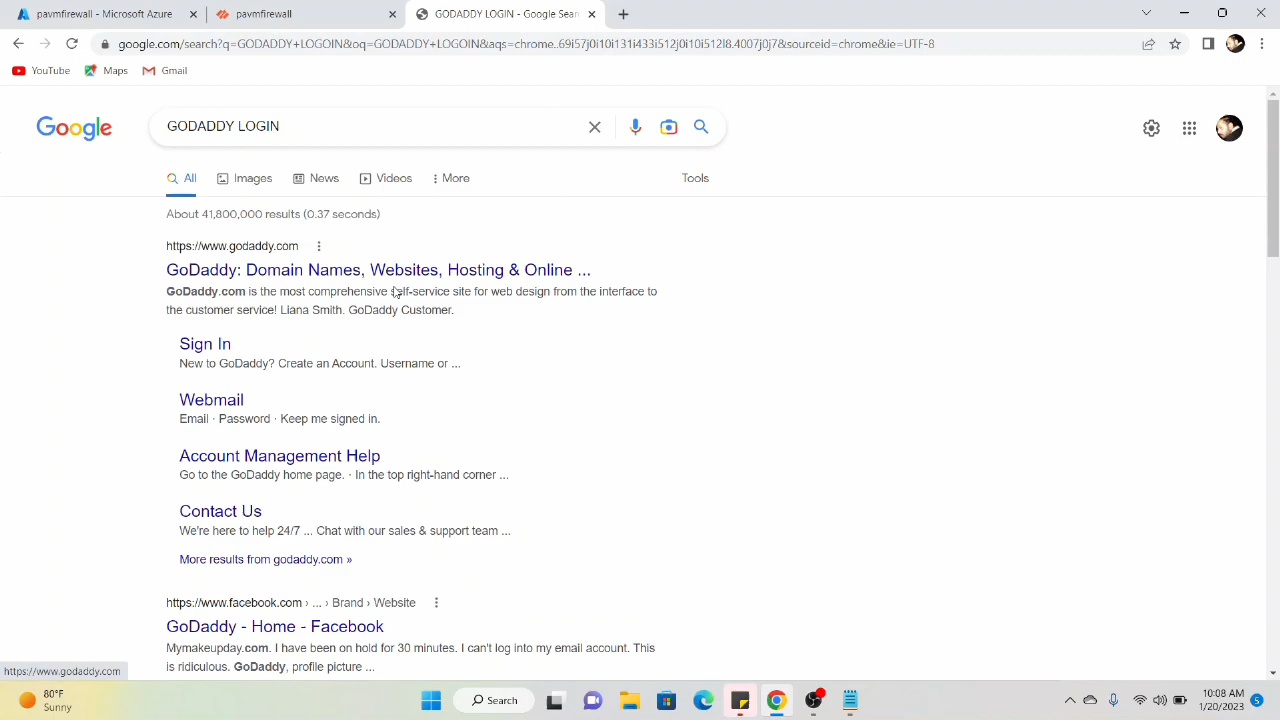 pavmfirewall - Microsoft Azure
pavmfirewall
GODADDY LOGIN - Google Sear
google.com/search?q=GODADDY+LOGOIN&oq=GODADDY+LOGOIN&aqs=chrome..69i57j0i10i131i433i512j0i10i512l8.4007j0j7&sourceid=chrome&ie=UTF-8
YouTube
Maps
Gmail
Google
GODADDY LOGIN
All
Images
News
Videos
More
Tools
About 41,800,000 results (0.37 seconds)
https://www.godaddy.com
GoDaddy: Domain Names, Websites, Hosting & Online ...
GoDaddy.com is the most comprehensive self-service site for web design from the interface to
the customer service! Liana Smith. GoDaddy Customer.
Sign In
New to GoDaddy? Create an Account. Username or ...
Webmail
Email · Password · Keep me signed in.
Account Management Help
Go to the GoDaddy home page. · In the top right-hand corner ...
Contact Us
We're here to help 24/7 ... Chat with our sales & support team ...
More results from godaddy.com »
https://www.facebook.com › ... › Brand › Website
GoDaddy - Home - Facebook
Mymakeupday.com. I have been on hold for 30 minutes. I can't log into my email account. This
is ridiculous. GoDaddy, profile picture ...
https://www.godaddy.com
80°F
Sunny
Search
10:08 AM
1/20/2023
5